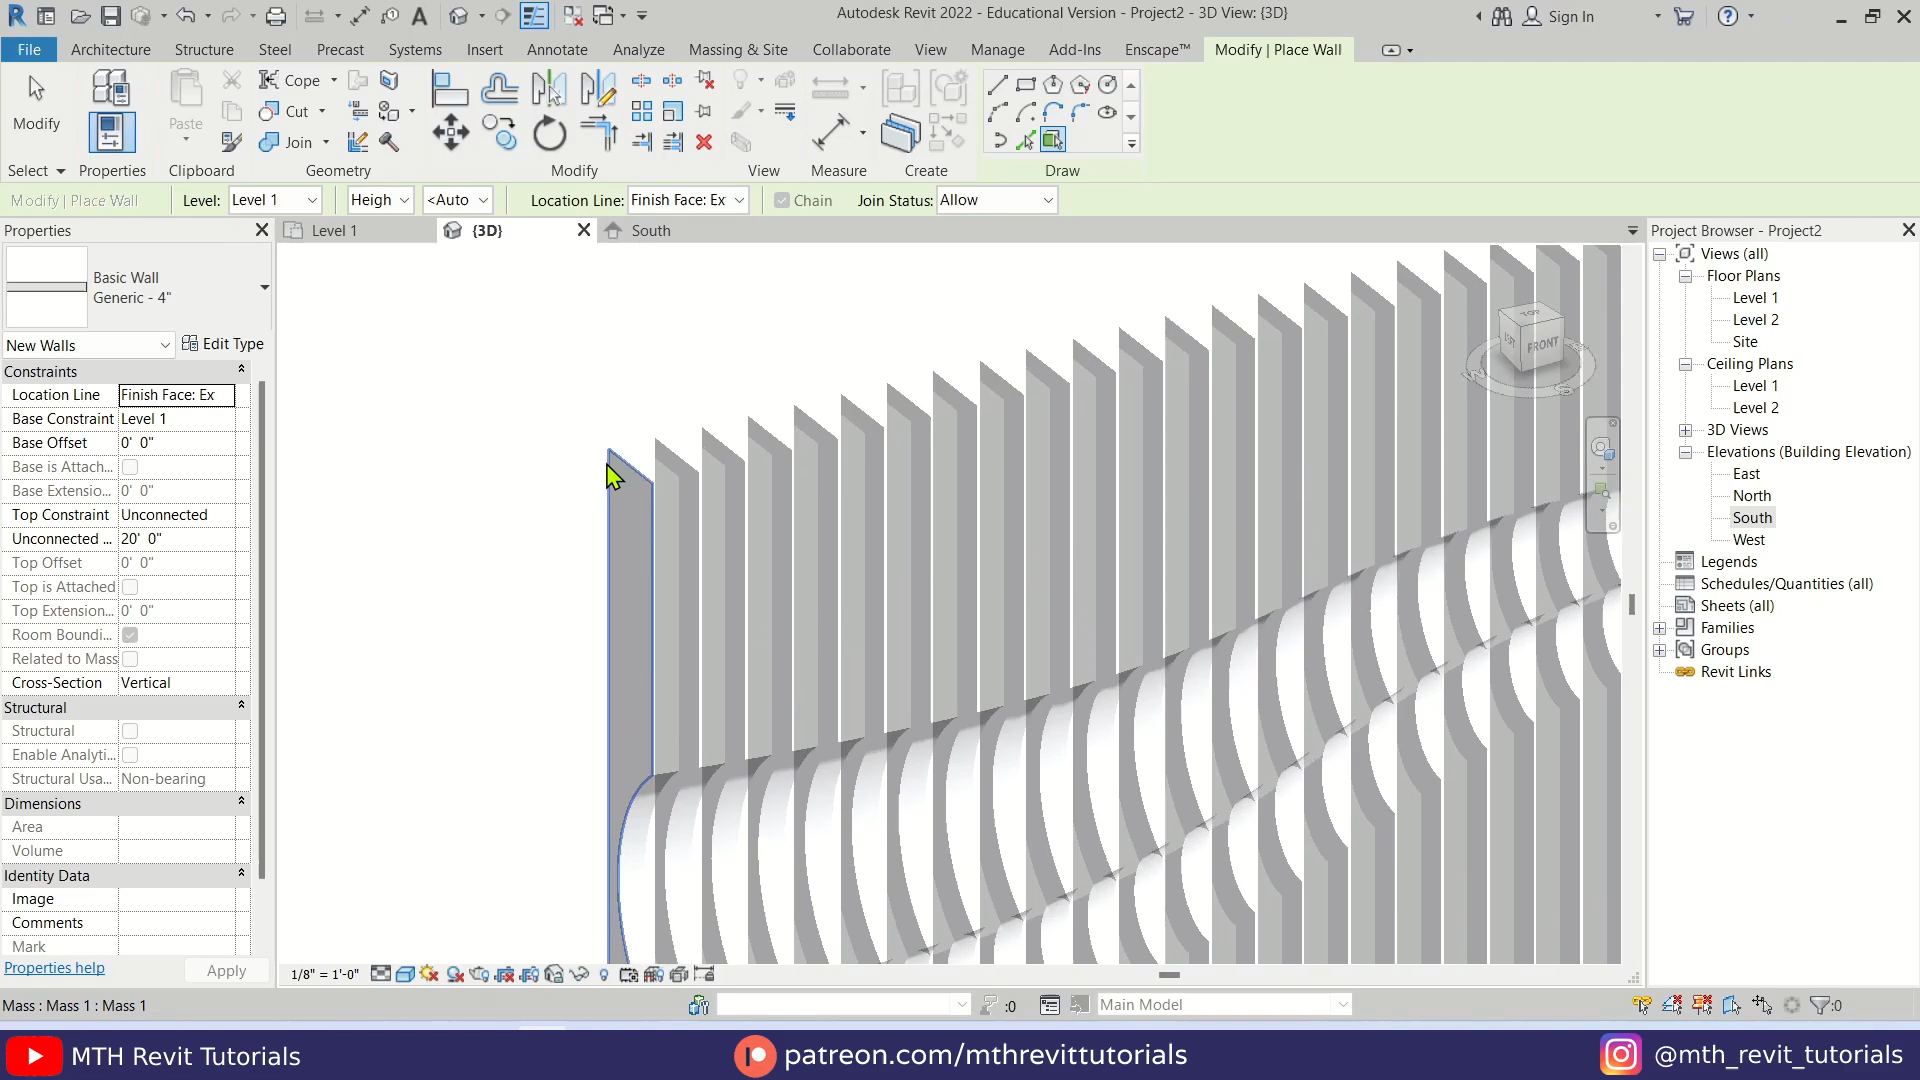 Autodesk Revit 2022 - Educational Version - Project2 - 3D View: {3D}
Sign In
File Architecture Structure Steel Precast Systems Insert Annotate Analyze Massing & Site Collaborate View Manage Add-Ins Enscape™ Modify | Place Wall
Modify
Paste
Cope
Cut
Join
Select Properties Clipboard Geometry Modify View Measure Create Draw
Modify | Place Wall Level: Level 1 Heigh <Auto Location Line: Finish Face: Ex Chain Join Status: Allow
Properties
Level 1 {3D} South
Project Browser - Project2
Basic Wall
Generic - 4"
New Walls Edit Type
Constraints
Location Line Finish Face: Ex
Base Constraint Level 1
Base Offset 0' 0"
Base is Attach...
Base Extensio... 0' 0"
Top Constraint Unconnected
Unconnected ... 20' 0"
Top Offset 0' 0"
Top is Attached
Top Extension... 0' 0"
Room Boundi...
Related to Mass
Cross-Section Vertical
Structural
Structural
Enable Analyti...
Structural Usa... Non-bearing
Dimensions
Area
Volume
Identity Data
Image
Comments
Mark
Properties help Apply
TOP
LEFT
FRONT
W
S
Views (all)
Floor Plans
Level 1
Level 2
Site
Ceiling Plans
Level 1
Level 2
3D Views
Elevations (Building Elevation)
East
North
South
West
Legends
Schedules/Quantities (all)
Sheets (all)
Families
Groups
Revit Links
1/8" = 1'-0"
Mass : Mass 1 : Mass 1
:0
Main Model
:0
MTH Revit Tutorials
patreon.com/mthrevittutorials
@mth_revit_tutorials